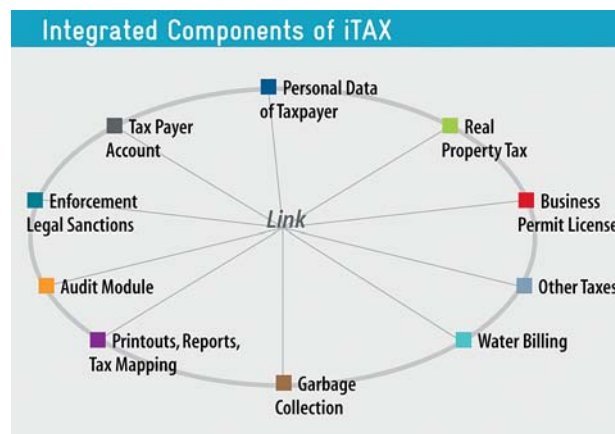 Integrated Components of iTAX
Personal Data
of Taxpayer
Tax Payer
Account
Real
Property Tax
Enforcement
Legal Sanctions
Business
Permit License
Link
Audit Module
Other Taxes
Printouts, Reports,
Tax Mapping
Water Billing
Garbage
Collection